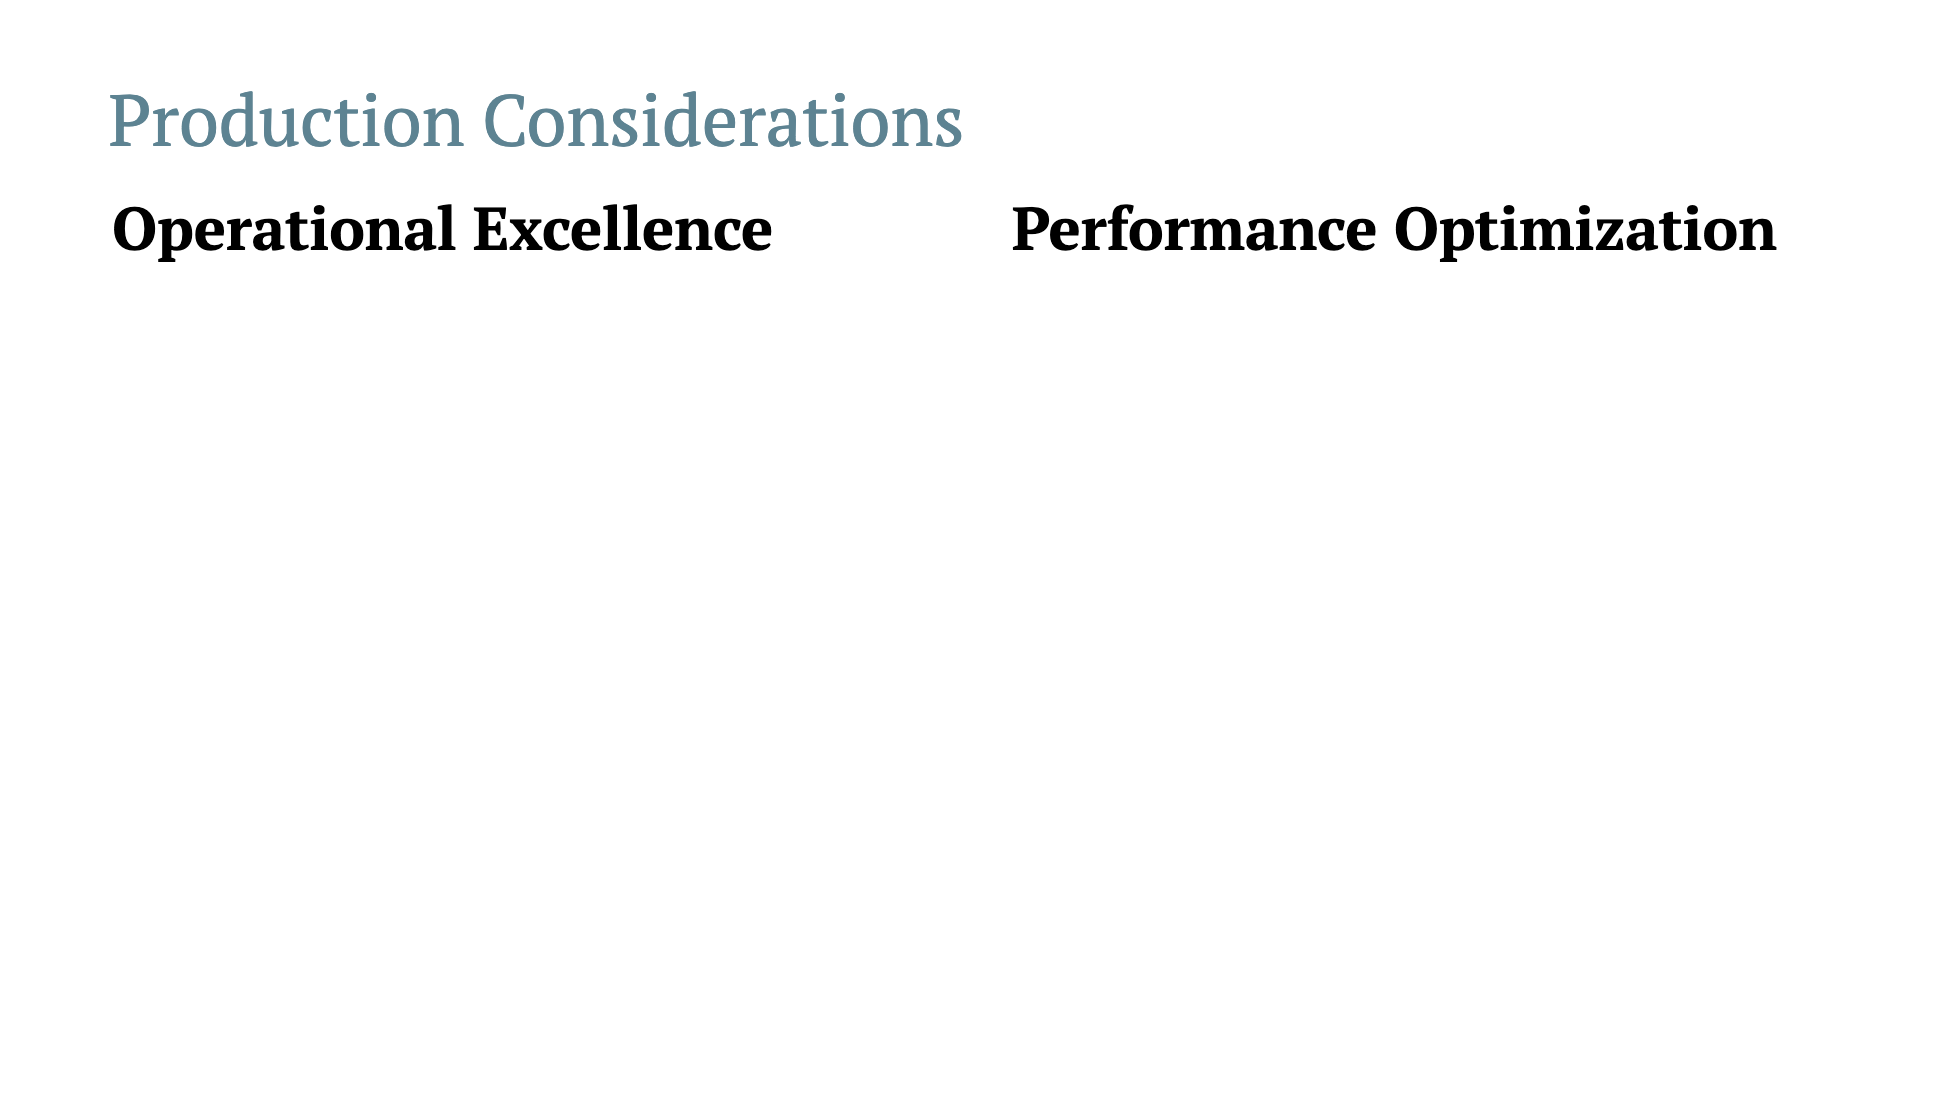 Production Considerations
Operational Excellence
Performance Optimization